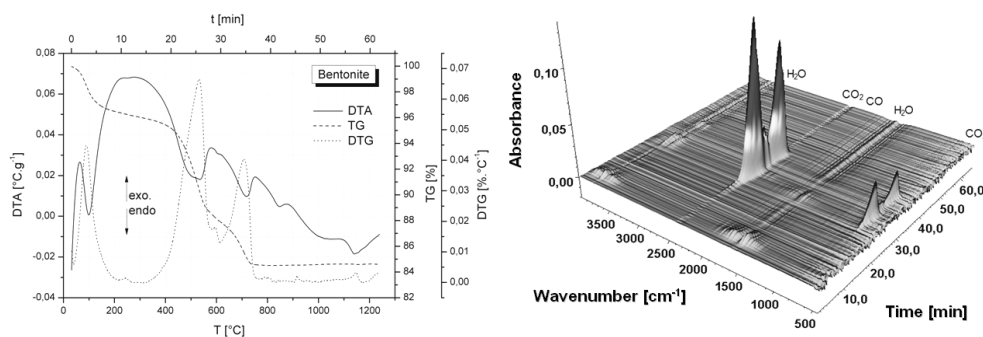 t [min]
0 10 20 30 40 50 60
0,08
0,06
0,04
0,02
0,00
-0,02
-0,04
DTA [°C.g⁻¹]
Bentonite
DTA
TG
DTG
exo.
endo
100
98
96
94
92
90
88
86
84
82
TG [%]
0,07
0,06
0,05
0,04
0,03
0,02
0,01
0,00
DTG [%.°C⁻¹]
0 200 400 600 800 1000 1200
T [°C]
Absorbance
0,10
0,05
0,00
H₂O
CO₂ CO
H₂O
CO
3500
3000
2500
2000
1500
1000
500
Wavenumber [cm⁻¹]
60,0
50,0
40,0
30,0
20,0
10,0
Time [min]